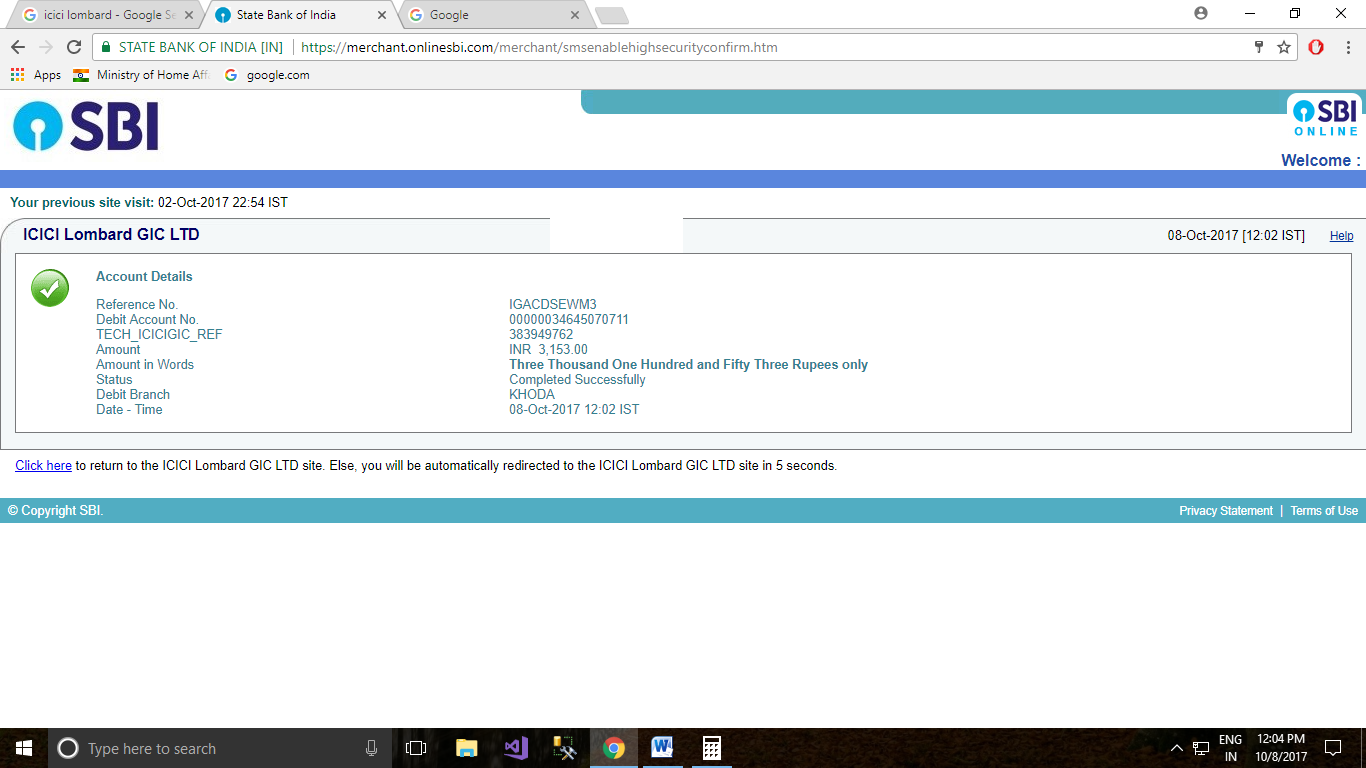 icici lombard - Google Se
State Bank of India
Google
STATE BANK OF INDIA [IN] https://merchant.onlinesbi.com/merchant/smsenablehighsecurityconfirm.htm
Apps Ministry of Home Affa google.com
SBI
SBI
ONLINE
Welcome :
Your previous site visit: 02-Oct-2017 22:54 IST
ICICI Lombard GIC LTD 08-Oct-2017 [12:02 IST] Help
Account Details
Reference No. IGACDSEWM3
Debit Account No. 00000034645070711
TECH_ICICIGIC_REF 383949762
Amount INR 3,153.00
Amount in Words Three Thousand One Hundred and Fifty Three Rupees only
Status Completed Successfully
Debit Branch KHODA
Date - Time 08-Oct-2017 12:02 IST
Click here to return to the ICICI Lombard GIC LTD site. Else, you will be automatically redirected to the ICICI Lombard GIC LTD site in 5 seconds.
© Copyright SBI. Privacy Statement | Terms of Use
Type here to search
ENG
IN
12:04 PM
10/8/2017